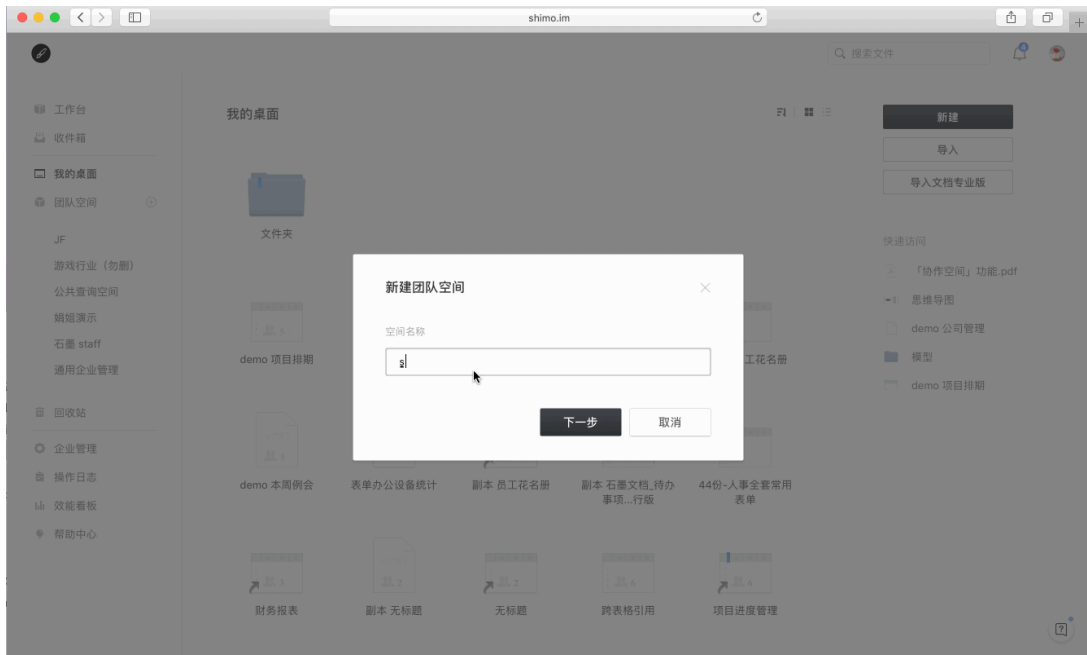 shimo.im
搜索文件
4
工作台
收件箱
我的桌面
团队空间
JF
游戏行业（勿删）
公共查询空间
娟姐演示
石墨 staff
通用企业管理
回收站
企业管理
操作日志
效能看板
帮助中心
我的桌面
文件夹
demo 项目排期
工花名册
demo 本周例会
表单办公设备统计
副本 员工花名册
副本 石墨文档_待办
事项...行版
44份-人事全套常用
表单
财务报表
副本 无标题
无标题
跨表格引用
项目进度管理
新建团队空间
空间名称
s
下一步
取消
新建
导入
导入文档专业版
快速访问
「协作空间」功能.pdf
思维导图
demo 公司管理
模型
demo 项目排期